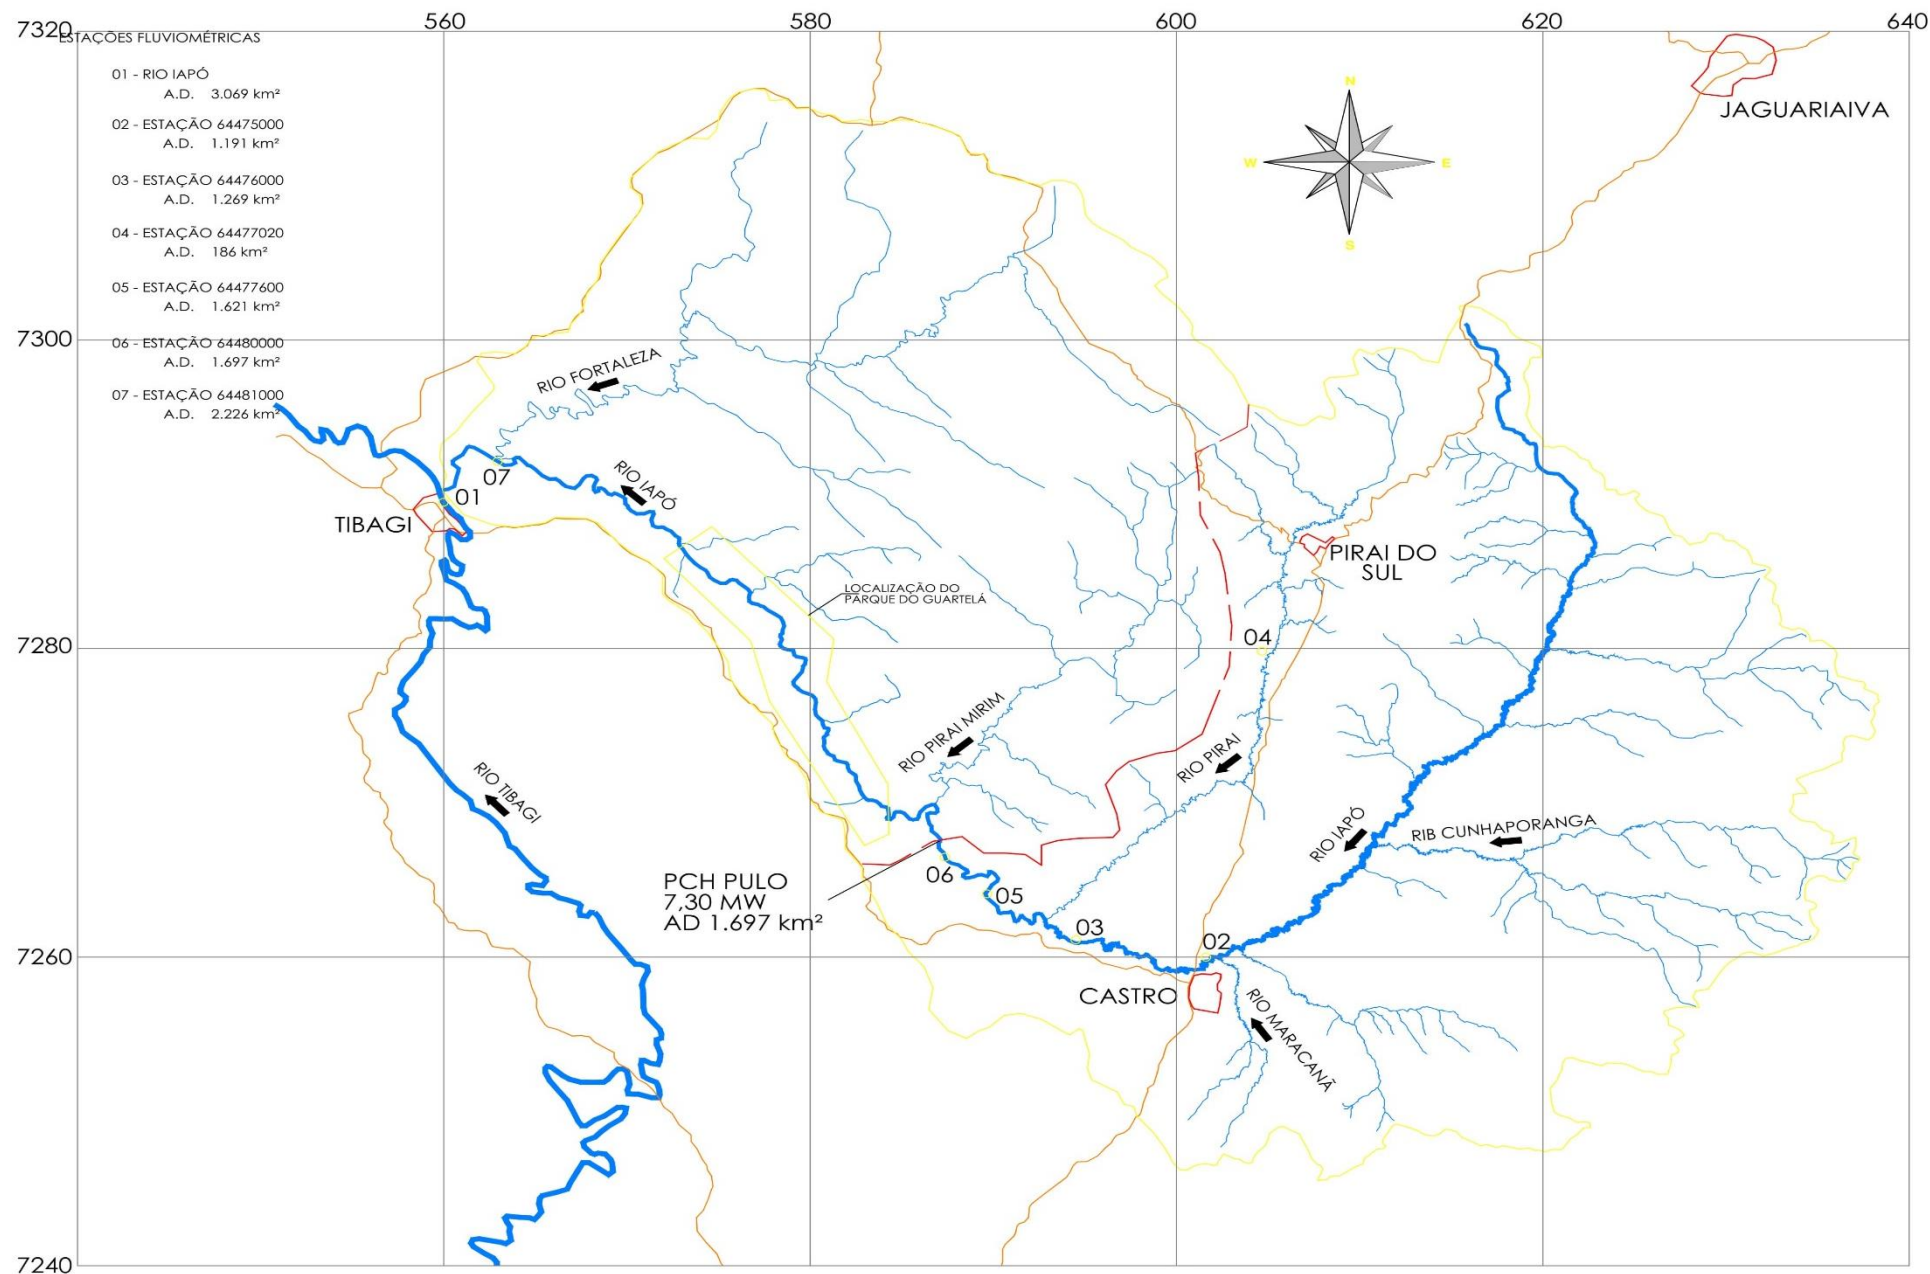 560
580
600
620
640
7320
ESTAÇÕES FLUVIOMÉTRICAS
01 - RIO IAPÓ
A.D. 3.069 km²
02 - ESTAÇÃO 64475000
A.D. 1.191 km²
03 - ESTAÇÃO 64476000
A.D. 1.269 km²
04 - ESTAÇÃO 64477020
A.D. 186 km²
05 - ESTAÇÃO 64477600
A.D. 1.621 km²
06 - ESTAÇÃO 64480000
A.D. 1.697 km²
07 - ESTAÇÃO 64481000
A.D. 2.226 km²
N
W
E
S
JAGUARIAIVA
7300
RIO FORTALEZA
RIO IAPÓ
07
01
TIBAGI
PIRAI DO
SUL
LOCALIZAÇÃO DO
PARQUE DO GUARTELÁ
04
7280
RIO PIRAI MIRIM
RIO PIRAI
RIO TIBAGI
RIO IAPÓ
RIB CUNHAPORANGA
PCH PULO
7,30 MW
AD 1.697 km²
06
05
03
02
7260
CASTRO
RIO MARACANÃ
7240